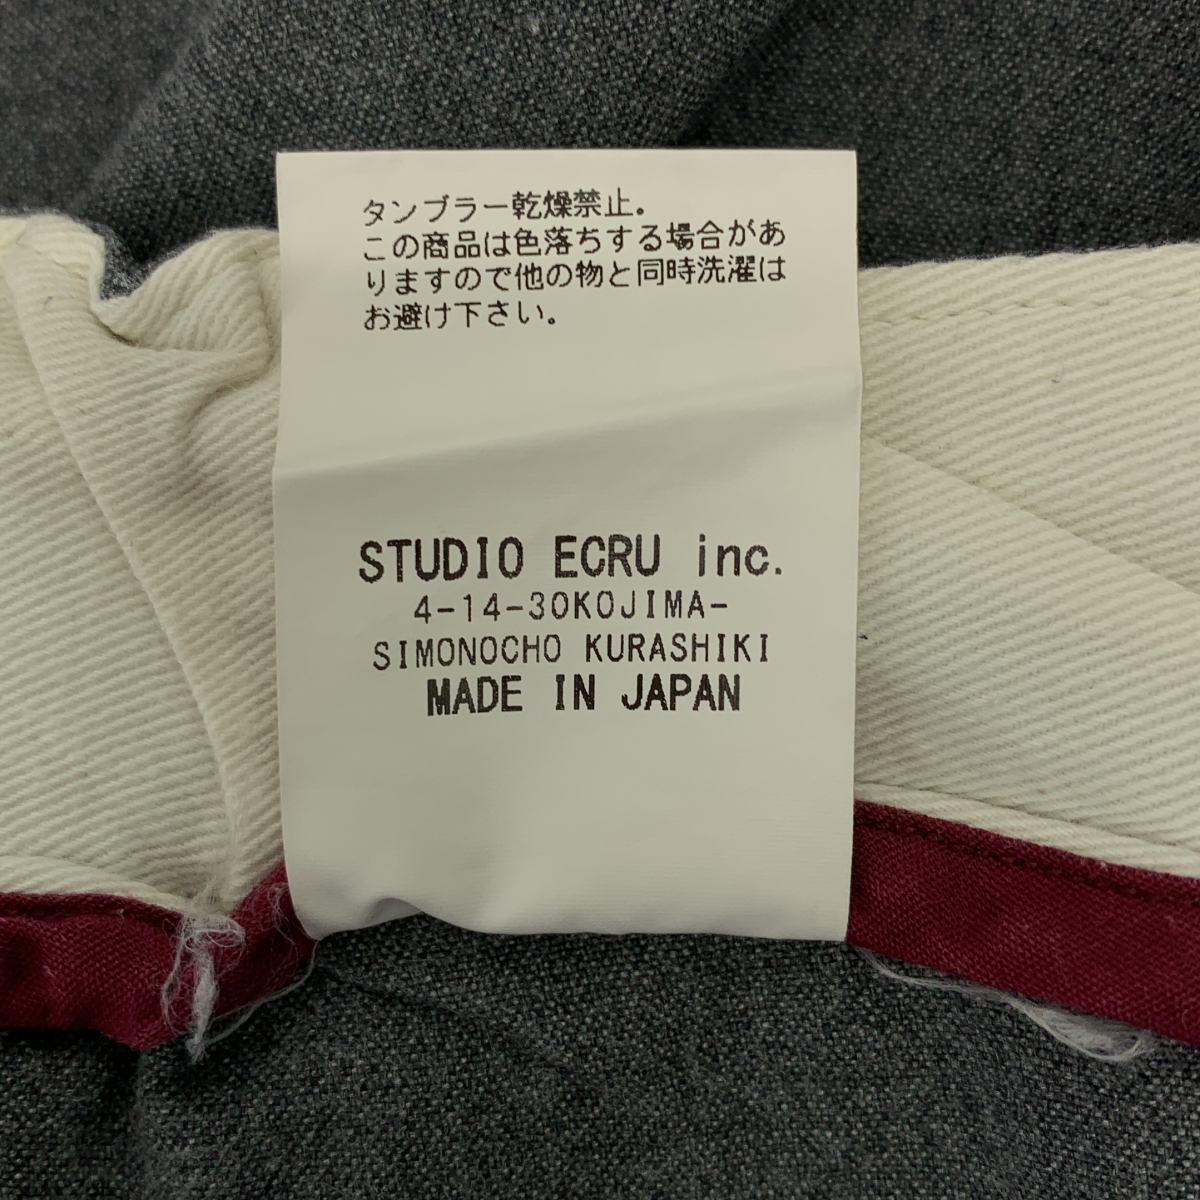 タンブラー乾燥禁止。
この商品は色落ちする場合があ
りますので他の物と同時洗濯は
お避け下さい。
STUDIO ECRU inc.
4-14-30KOJIMA-
SIMONOCHO KURASHIKI
MADE IN JAPAN